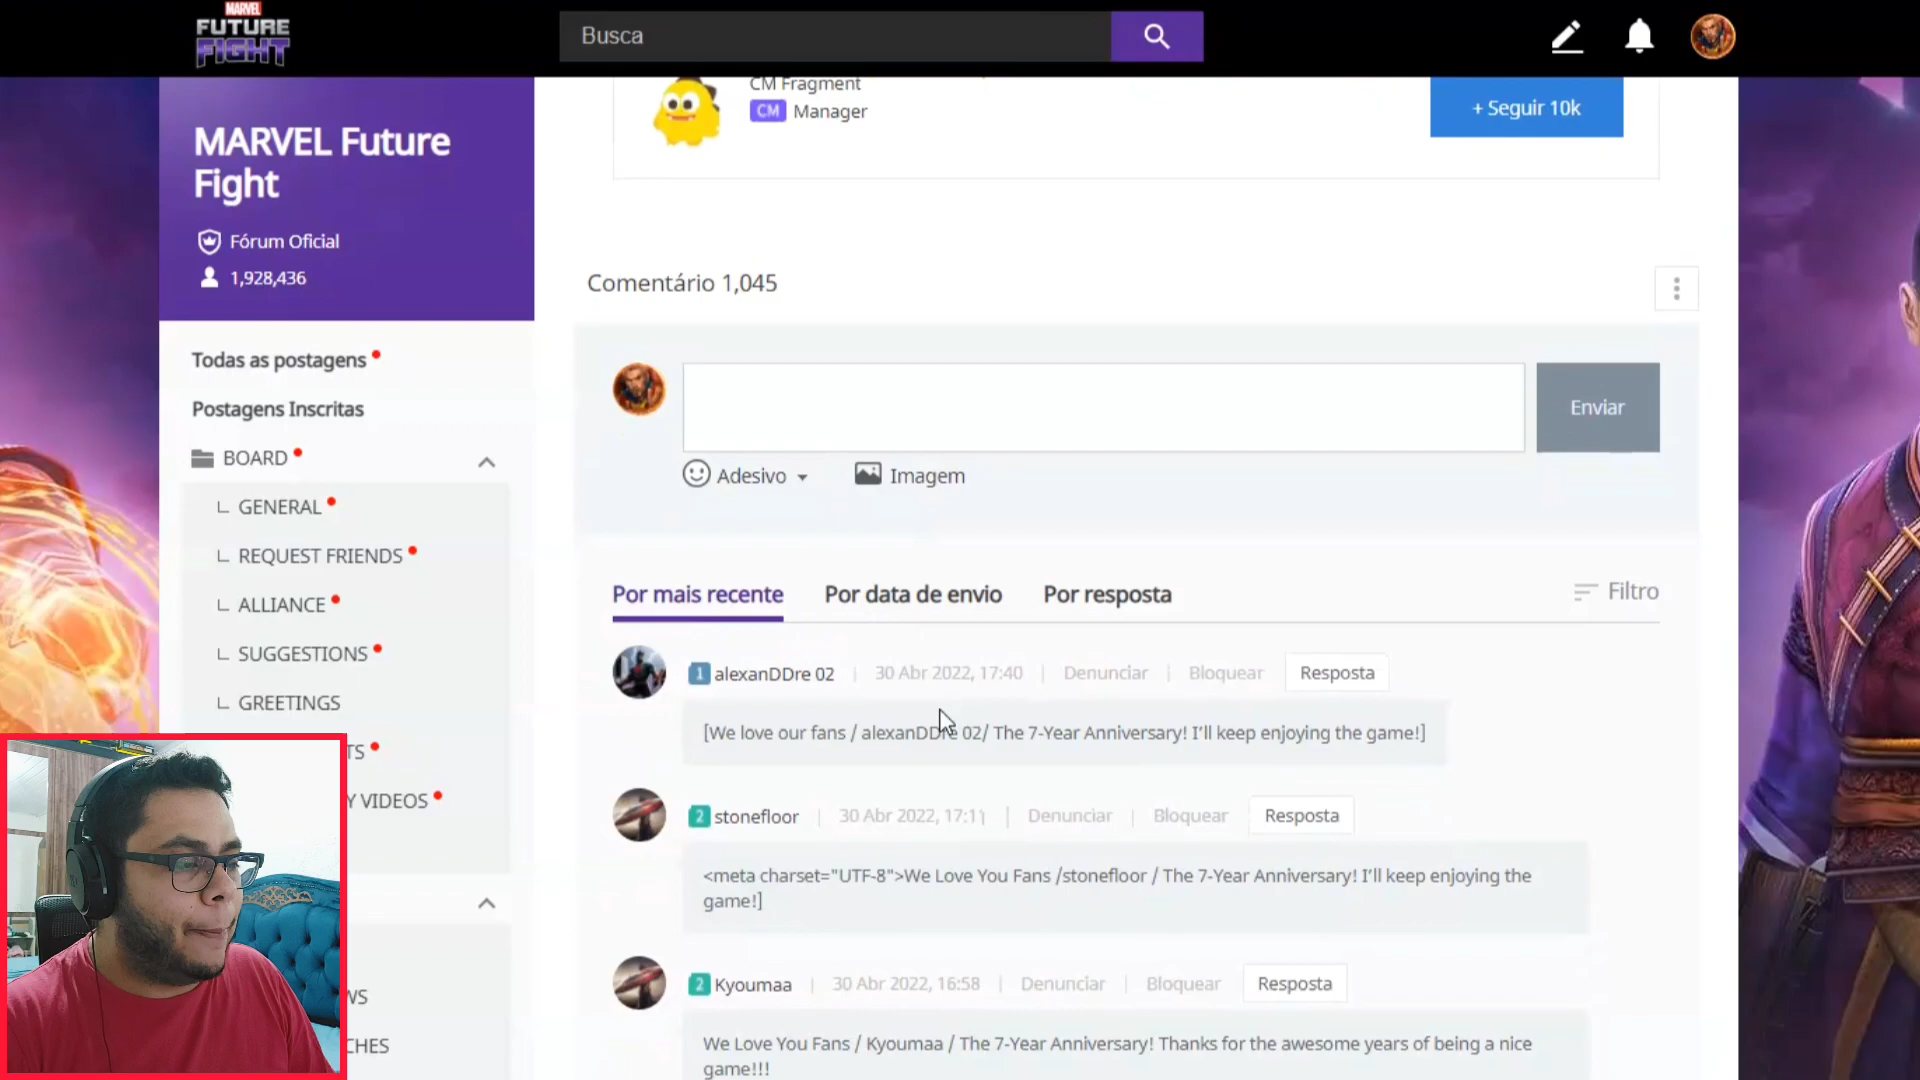 MARVEL
FUTURE
FIGHT
Busca
MARVEL Future
Fight
Fórum Oficial
1,928,436
Todas as postagens
Postagens Inscritas
BOARD
GENERAL
REQUEST FRIENDS
ALLIANCE
SUGGESTIONS
GREETINGS
TS
Y VIDEOS
WS
CHES
CM Fragment
CM Manager
+ Seguir 10k
Comentário 1,045
Enviar
Adesivo
Imagem
Por mais recente Por data de envio Por resposta Filtro
1 alexanDDre 02 | 30 Abr 2022, 17:40 | Denunciar | Bloquear Resposta
[We love our fans / alexanDDre 02/ The 7-Year Anniversary! I'll keep enjoying the game!]
2 stonefloor | 30 Abr 2022, 17:11 | Denunciar | Bloquear Resposta
<meta charset="UTF-8">We Love You Fans /stonefloor / The 7-Year Anniversary! I'll keep enjoying the
game!]
2 Kyoumaa | 30 Abr 2022, 16:58 | Denunciar | Bloquear Resposta
We Love You Fans / Kyoumaa / The 7-Year Anniversary! Thanks for the awesome years of being a nice
game!!!